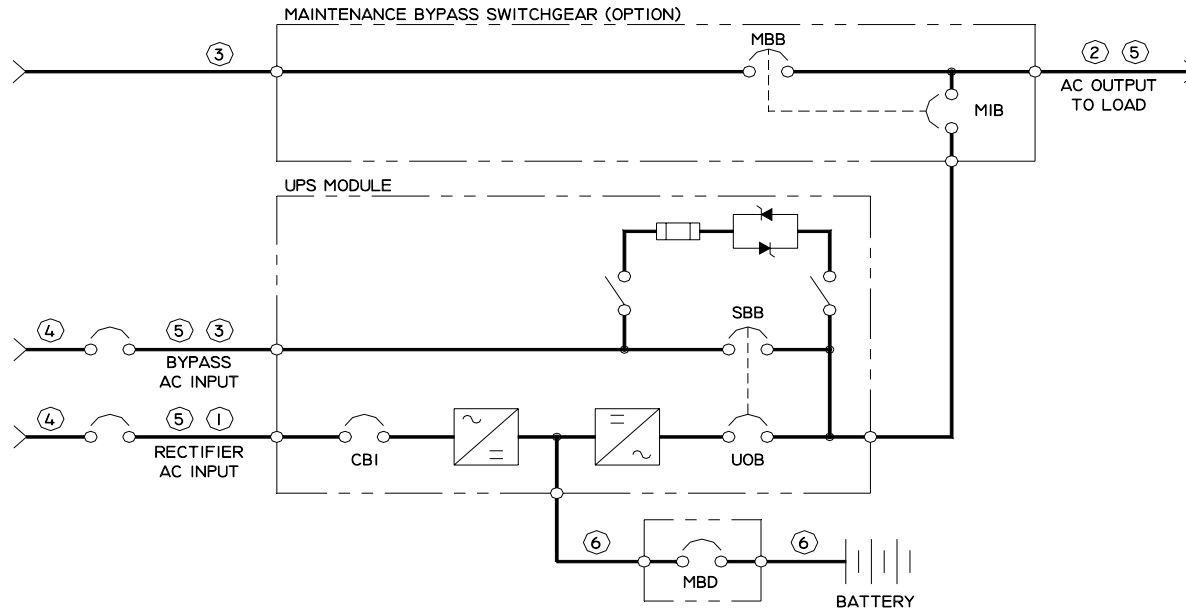 MAINTENANCE BYPASS SWITCHGEAR (OPTION)
3
MBB
2 5
AC OUTPUT
TO LOAD
MIB
UPS MODULE
4
5 3
BYPASS
AC INPUT
SBB
4
5 1
RECTIFIER
AC INPUT
CB1
UOB
6
6
MBD
BATTERY